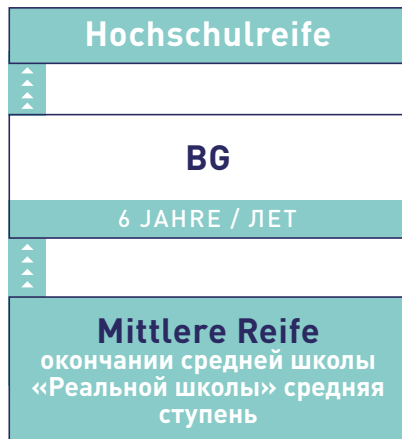 Hochschulreife
BG
6 JAHRE / ЛЕТ
Mittlere Reife
окончании средней школы
«Реальной школы» средняя
ступень